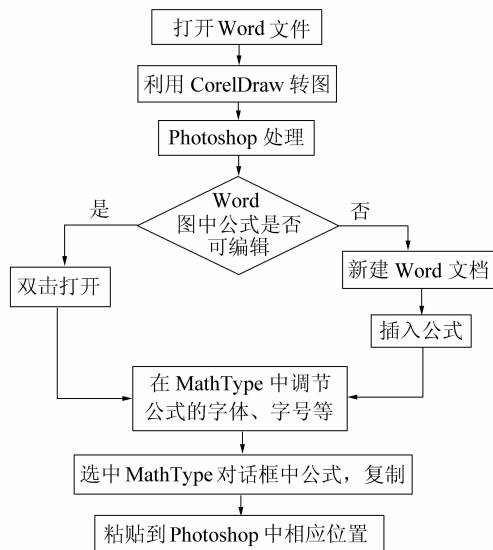 打开Word文件
利用CorelDraw转图
Photoshop处理
Word
图中公式是否
可编辑
是
否
双击打开
新建Word文档
插入公式
在MathType中调节
公式的字体、字号等
选中MathType对话框中公式，复制
粘贴到Photoshop中相应位置